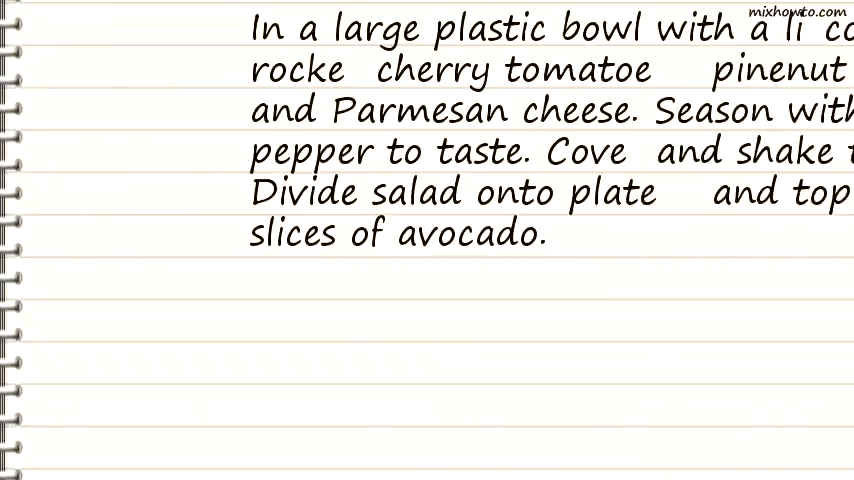 mixhowto.com
In a large plastic bowl with a li co
rocke cherry tomatoe pinenut
and Parmesan cheese. Season with
pepper to taste. Cove and shake t
Divide salad onto plate and top
slices of avocado.